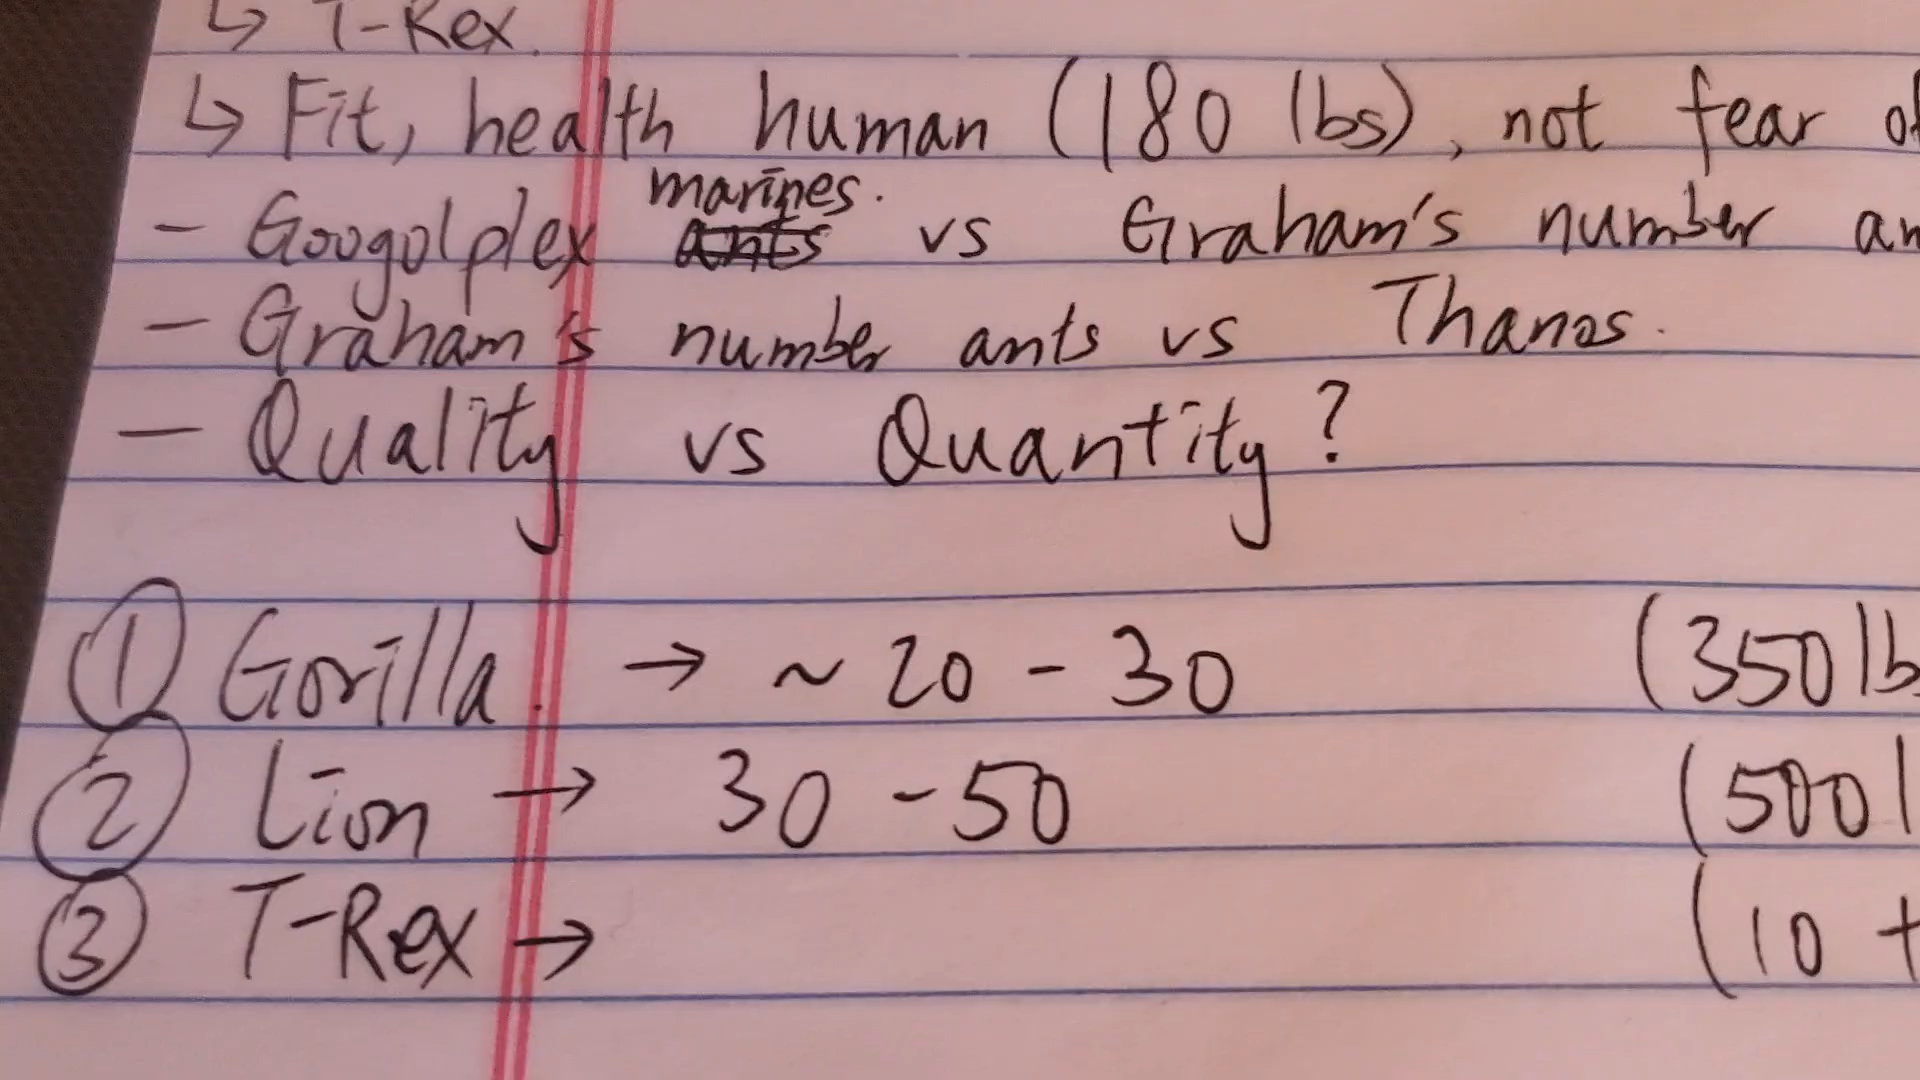 ↳ T-Rex.
↳ Fit, health human (180 lbs), not fear of
- Googolplex marines. vs Graham's number an
- Graham's number ants vs Thanos.
- Quality vs Quantity?
① Gorilla. → ~ 20 - 30 (350 lb
② Lion → 30 - 50 (500 l
③ T-Rex → (10 t